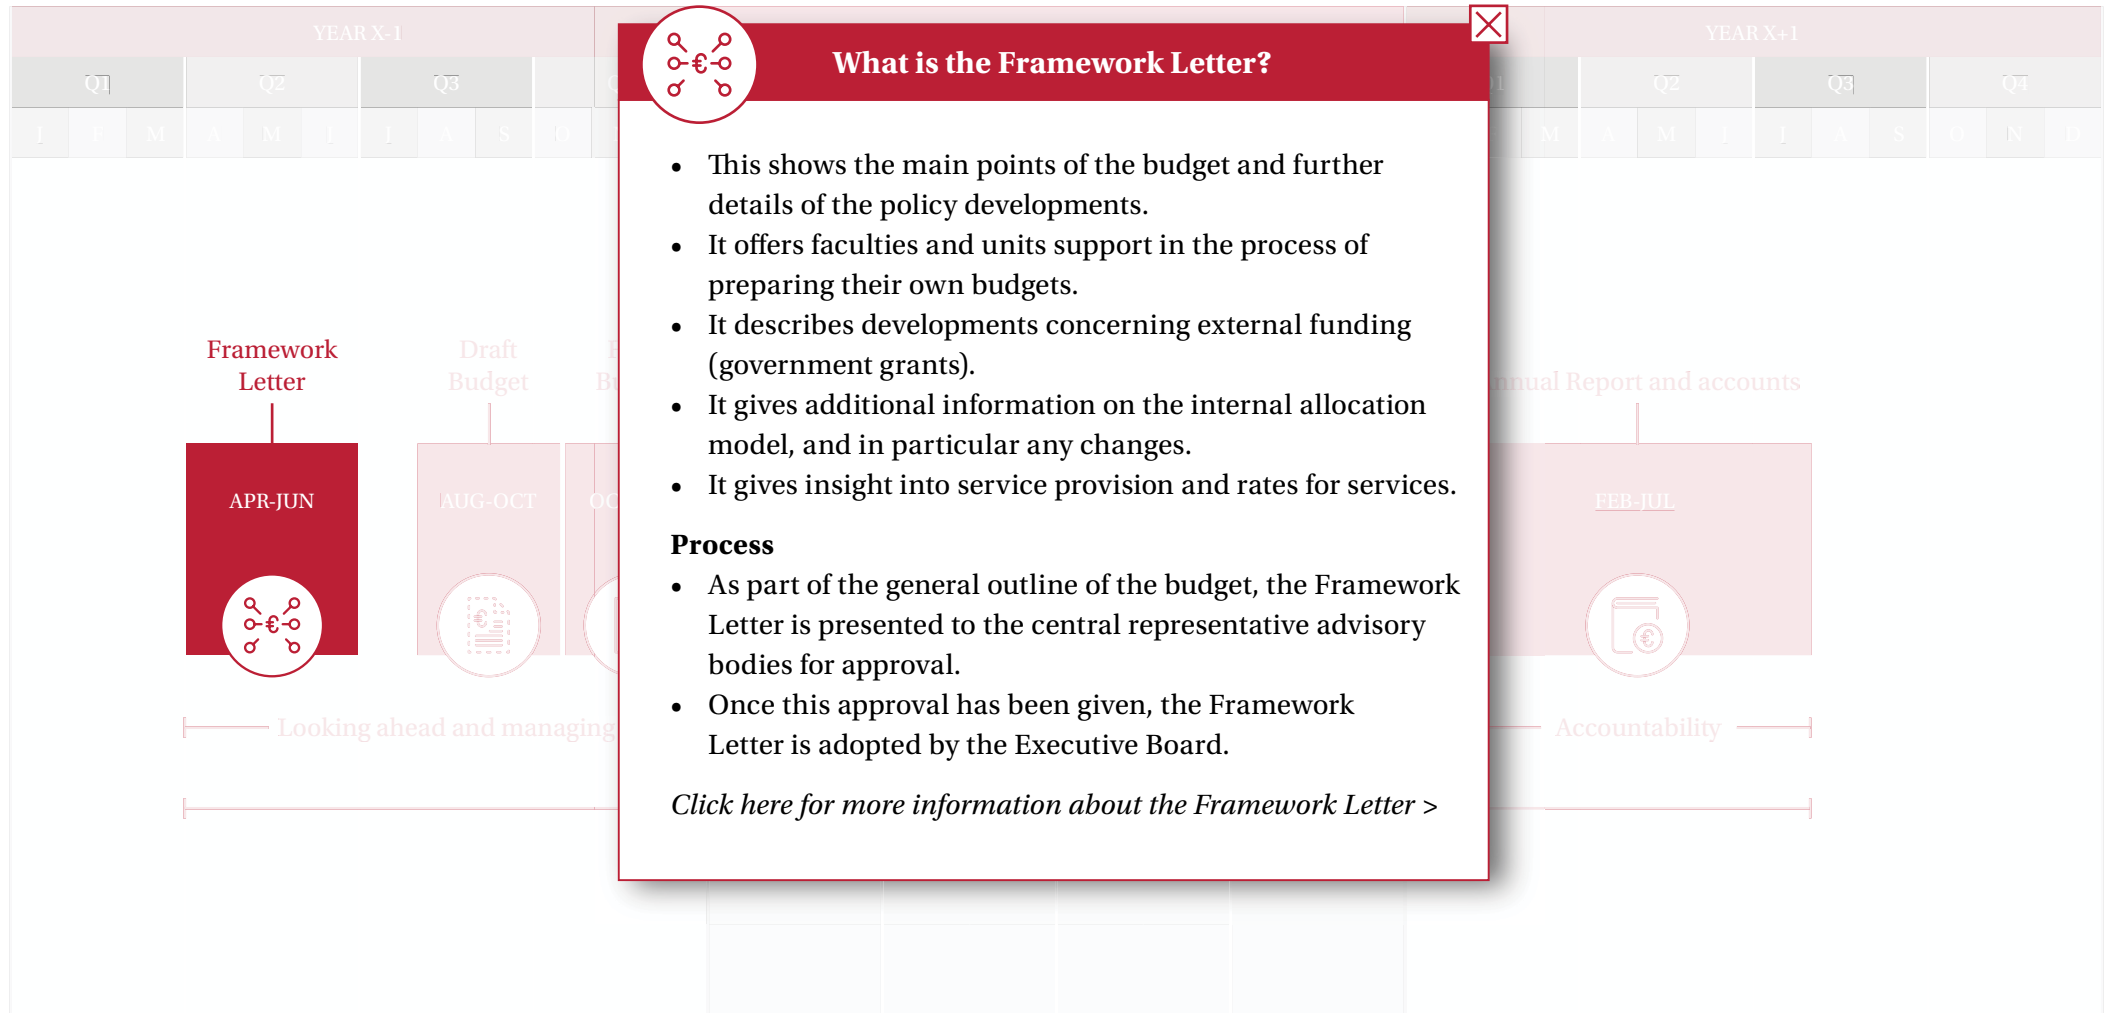 YEAR X-1
YEAR X+1
Q1 Q2 Q3
Q2 Q3 Q4
J F M A M J J A S O
M A M J J A S O N D
What is the Framework Letter?
• This shows the main points of the budget and further
details of the policy developments.
• It offers faculties and units support in the process of
preparing their own budgets.
• It describes developments concerning external funding
(government grants).
• It gives additional information on the internal allocation
model, and in particular any changes.
• It gives insight into service provision and rates for services.
Process
• As part of the general outline of the budget, the Framework
Letter is presented to the central representative advisory
bodies for approval.
• Once this approval has been given, the Framework
Letter is adopted by the Executive Board.
Click here for more information about the Framework Letter >
Framework
Letter
APR-JUN
Draft
Budget
AUG-OCT
Report and accounts
FEB-JUL
Looking ahead and managing
Accountability